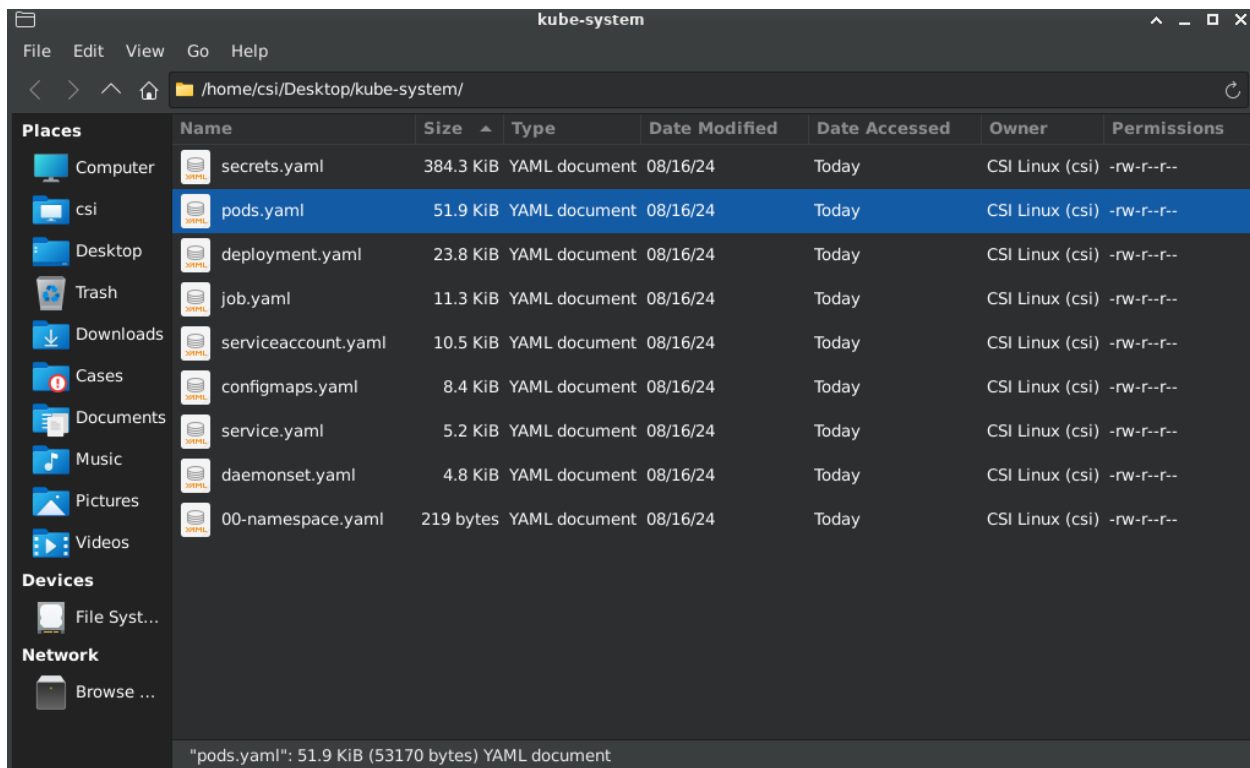 kube-system
File Edit View Go Help
/home/csi/Desktop/kube-system/
Places
Computer
csi
Desktop
Trash
Downloads
Cases
Documents
Music
Pictures
Videos
Devices
File Syst...
Network
Browse ...
Name Size Type Date Modified Date Accessed Owner Permissions
secrets.yaml 384.3 KiB YAML document 08/16/24 Today CSI Linux (csi) -rw-r--r--
pods.yaml 51.9 KiB YAML document 08/16/24 Today CSI Linux (csi) -rw-r--r--
deployment.yaml 23.8 KiB YAML document 08/16/24 Today CSI Linux (csi) -rw-r--r--
job.yaml 11.3 KiB YAML document 08/16/24 Today CSI Linux (csi) -rw-r--r--
serviceaccount.yaml 10.5 KiB YAML document 08/16/24 Today CSI Linux (csi) -rw-r--r--
configmaps.yaml 8.4 KiB YAML document 08/16/24 Today CSI Linux (csi) -rw-r--r--
service.yaml 5.2 KiB YAML document 08/16/24 Today CSI Linux (csi) -rw-r--r--
daemonset.yaml 4.8 KiB YAML document 08/16/24 Today CSI Linux (csi) -rw-r--r--
00-namespace.yaml 219 bytes YAML document 08/16/24 Today CSI Linux (csi) -rw-r--r--
"pods.yaml": 51.9 KiB (53170 bytes) YAML document